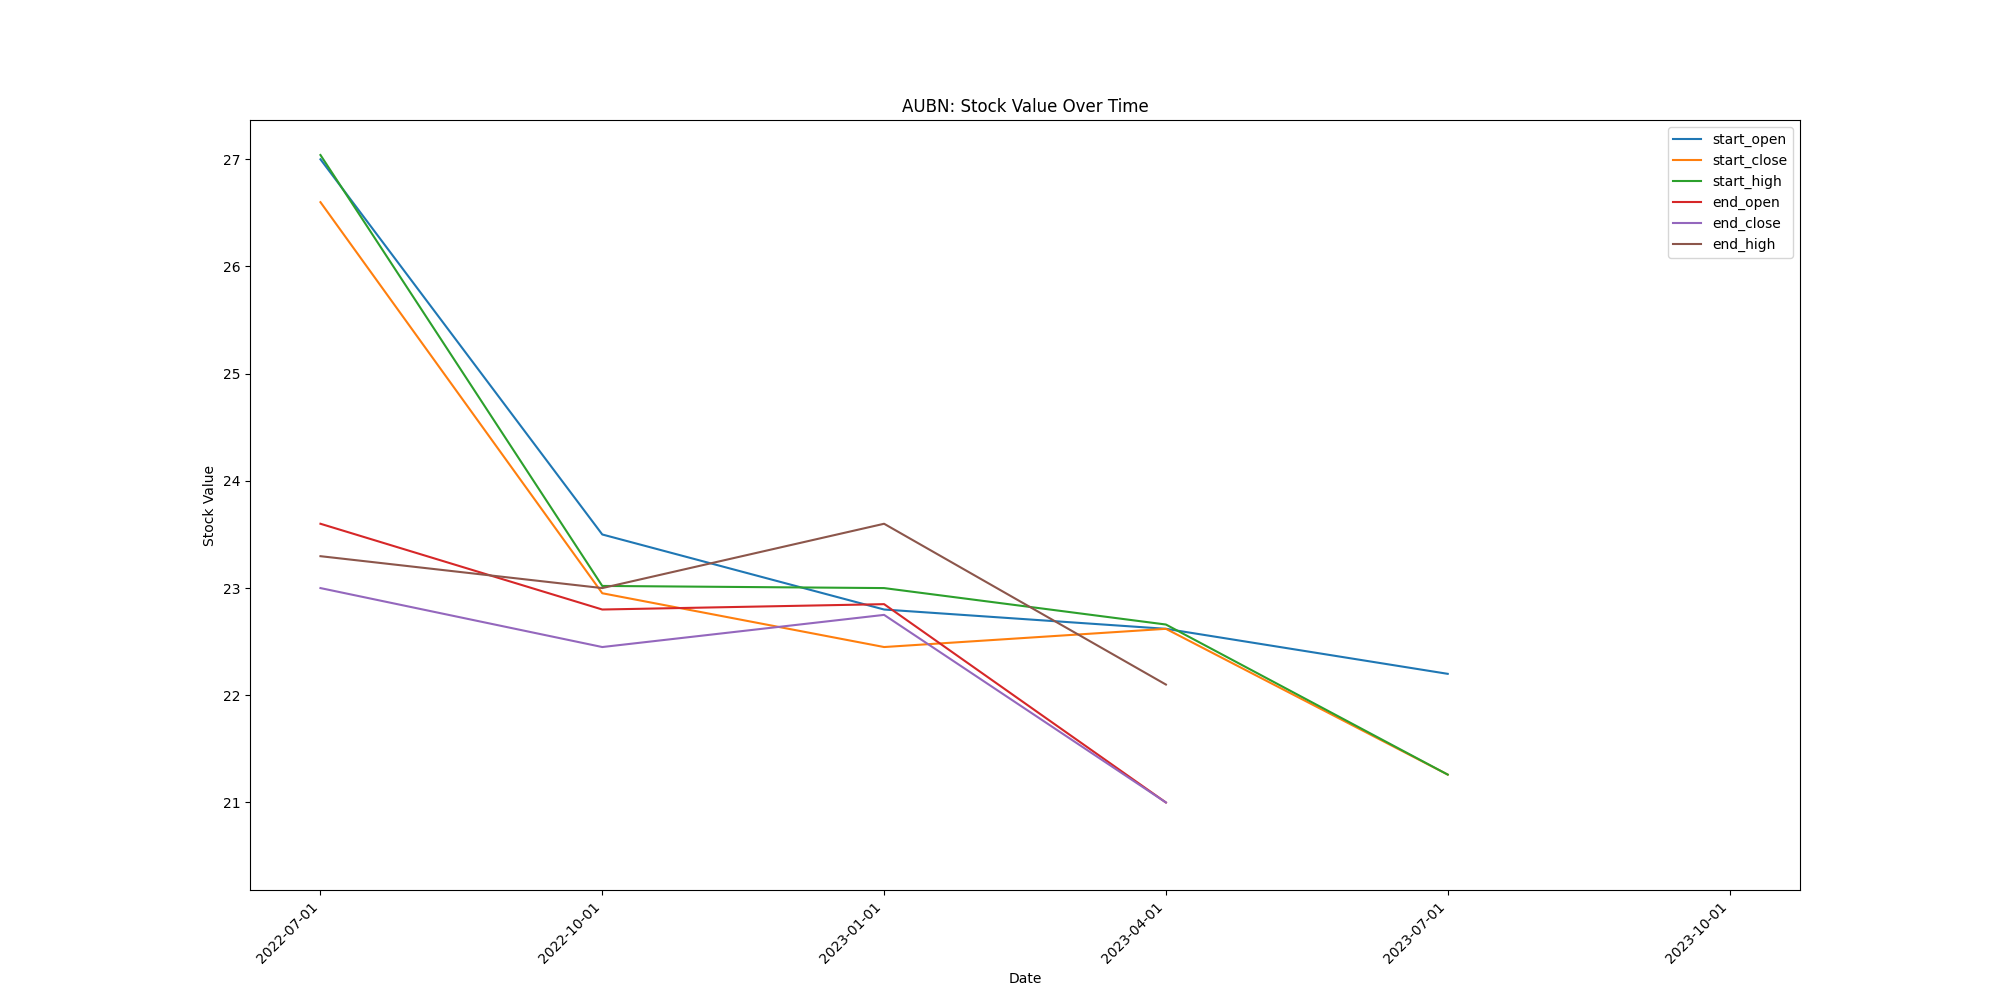 AUBN: Stock Value Over Time
start_open
start_close
start_high
end_open
end_close
end_high
Stock Value
27
26
25
24
23
22
21
2022-07-01
2022-10-01
2023-01-01
2023-04-01
2023-07-01
2023-10-01
Date